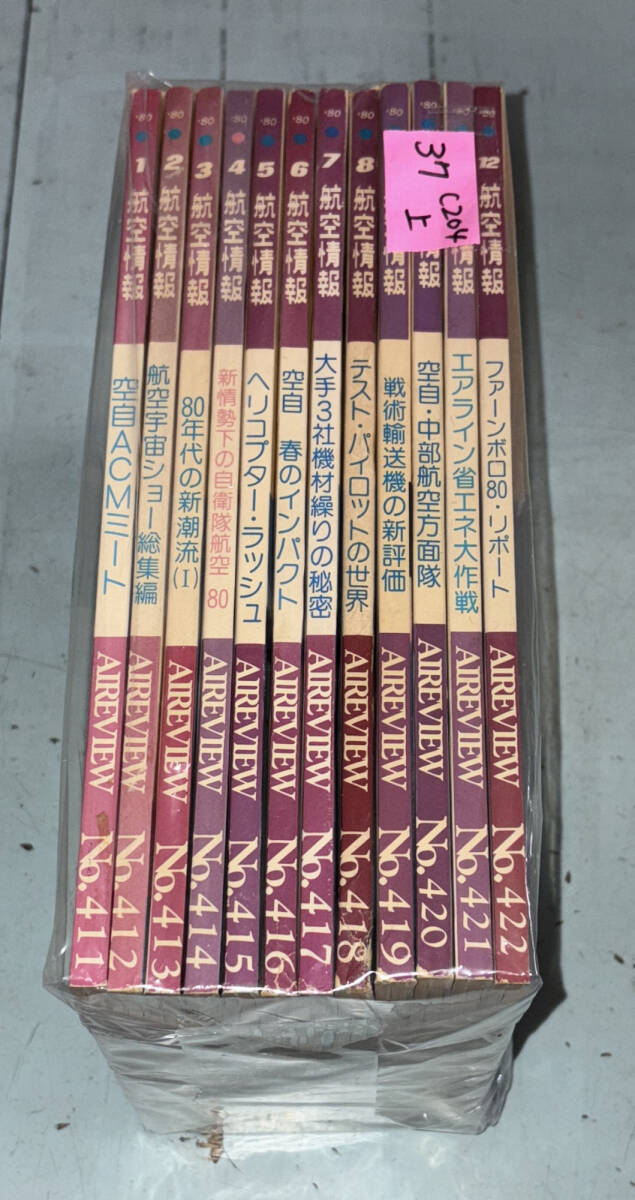 '80 1 航空情報 空自ACMミート AIREVIEW No.411
'80 2 航空情報 航空宇宙ショー総集編 AIREVIEW No.412
'80 3 航空情報 80年代の新潮流(I) AIREVIEW No.413
'80 4 航空情報 新情勢下の自衛隊航空 80 AIREVIEW No.414
'80 5 航空情報 ヘリコプター・ラッシュ AIREVIEW No.415
'80 6 航空情報 空自 春のインパクト AIREVIEW No.416
'80 7 航空情報 大手3社機材繰りの秘密 AIREVIEW No.417
'80 8 航空情報 テスト・パイロットの世界 AIREVIEW No.418
'80 空情報 戦術輸送機の新評価 AIREVIEW No.419
'80 情報 空自・中部航空方面隊 AIREVIEW No.420
'80 情報 エアライン省エネ大作戦 AIREVIEW No.421
'80 12 航空情報 ファーンボロ80・リポート AIREVIEW No.422
37 C204
上